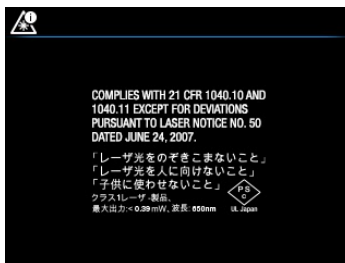 COMPLIES WITH 21 CFR 1040.10 AND
1040.11 EXCEPT FOR DEVIATIONS
PURSUANT TO LASER NOTICE NO. 50
DATED JUNE 24, 2007.
「レーザ光をのぞきこまないこと」
「レーザ光を人に向けないこと」
「子供に使わせないこと」
クラス1レーザ-製品、
最大出力:< 0.39 mW、波長: 650nm
PS
C
UL Japan